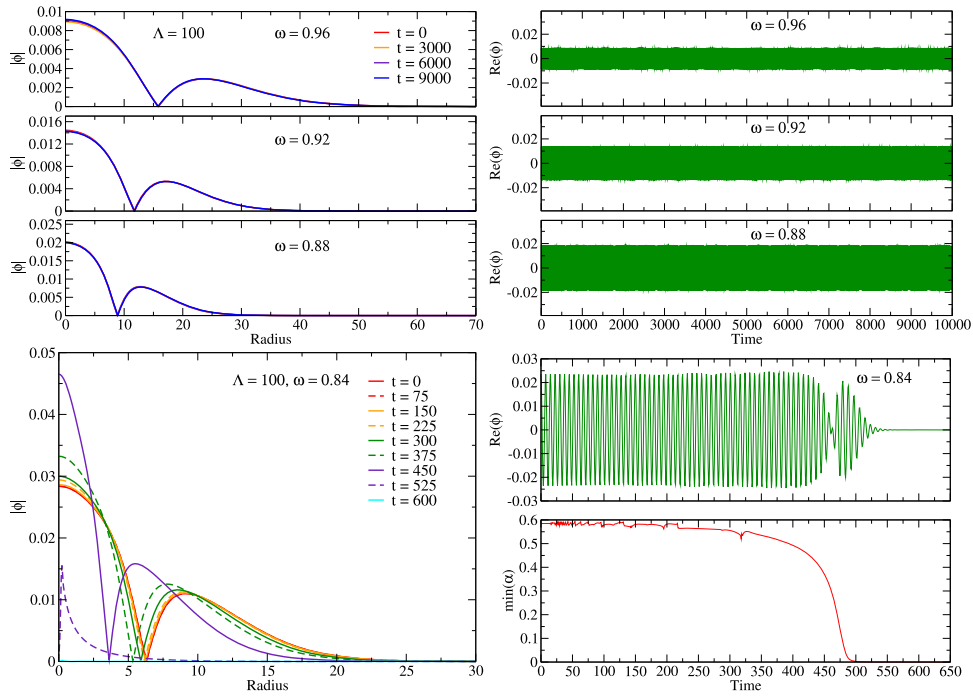 0.01
0.008
0.006
0.004
0.002
0
|ϕ|
Λ = 100
ω = 0.96
t = 0
t = 3000
t = 6000
t = 9000
0.016
0.012
0.008
0.004
0
|ϕ|
ω = 0.92
0.025
0.02
0.015
0.01
0.005
0
|ϕ|
ω = 0.88
0 10 20 30 40 50 60 70
Radius
ω = 0.96
0.02
0
-0.02
Re(ϕ)
ω = 0.92
0.02
0
-0.02
Re(ϕ)
ω = 0.88
0.02
0
-0.02
Re(ϕ)
0 1000 2000 3000 4000 5000 6000 7000 8000 9000 10000
Time
0.05
0.04
0.03
0.02
0.01
0
|ϕ|
Λ = 100, ω = 0.84
t = 0
t = 75
t = 150
t = 225
t = 300
t = 375
t = 450
t = 525
t = 600
0 5 10 15 20 25 30
Radius
0.03
0.02
0.01
0
-0.01
-0.02
-0.03
Re(ϕ)
ω = 0.84
0.6
0.5
0.4
0.3
0.2
0.1
0
min(α)
0 50 100 150 200 250 300 350 400 450 500 550 600 650
Time